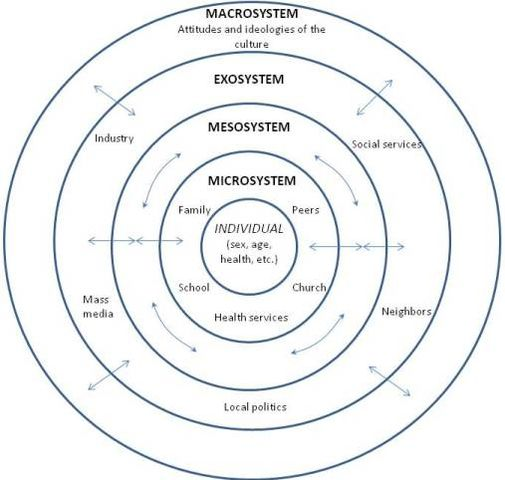 MACROSYSTEM
Attitudes and ideologies of the
culture
EXOSYSTEM
MESOSYSTEM
Industry
Social services
MICROSYSTEM
Family
Peers
INDIVIDUAL
(sex, age,
health, etc.)
School
Church
Mass
media
Health services
Neighbors
Local politics